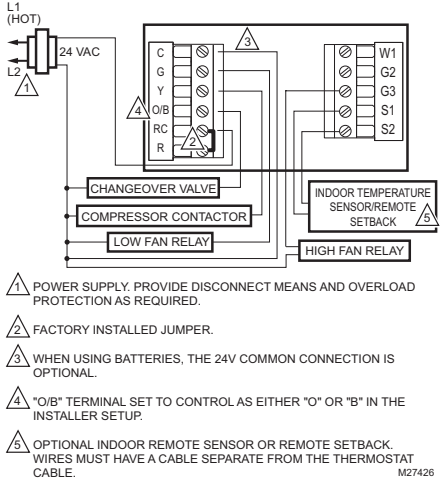 L1
(HOT)
24 VAC
L2
1
C
G
Y
O/B
RC
R
3
4
2
W1
G2
G3
S1
S2
CHANGEOVER VALVE
COMPRESSOR CONTACTOR
LOW FAN RELAY
INDOOR TEMPERATURE
SENSOR/REMOTE
SETBACK
5
HIGH FAN RELAY
1 POWER SUPPLY. PROVIDE DISCONNECT MEANS AND OVERLOAD
PROTECTION AS REQUIRED.
2 FACTORY INSTALLED JUMPER.
3 WHEN USING BATTERIES, THE 24V COMMON CONNECTION IS
OPTIONAL.
4 "O/B" TERMINAL SET TO CONTROL AS EITHER "O" OR "B" IN THE
INSTALLER SETUP.
5 OPTIONAL INDOOR REMOTE SENSOR OR REMOTE SETBACK.
WIRES MUST HAVE A CABLE SEPARATE FROM THE THERMOSTAT
CABLE.
M27426